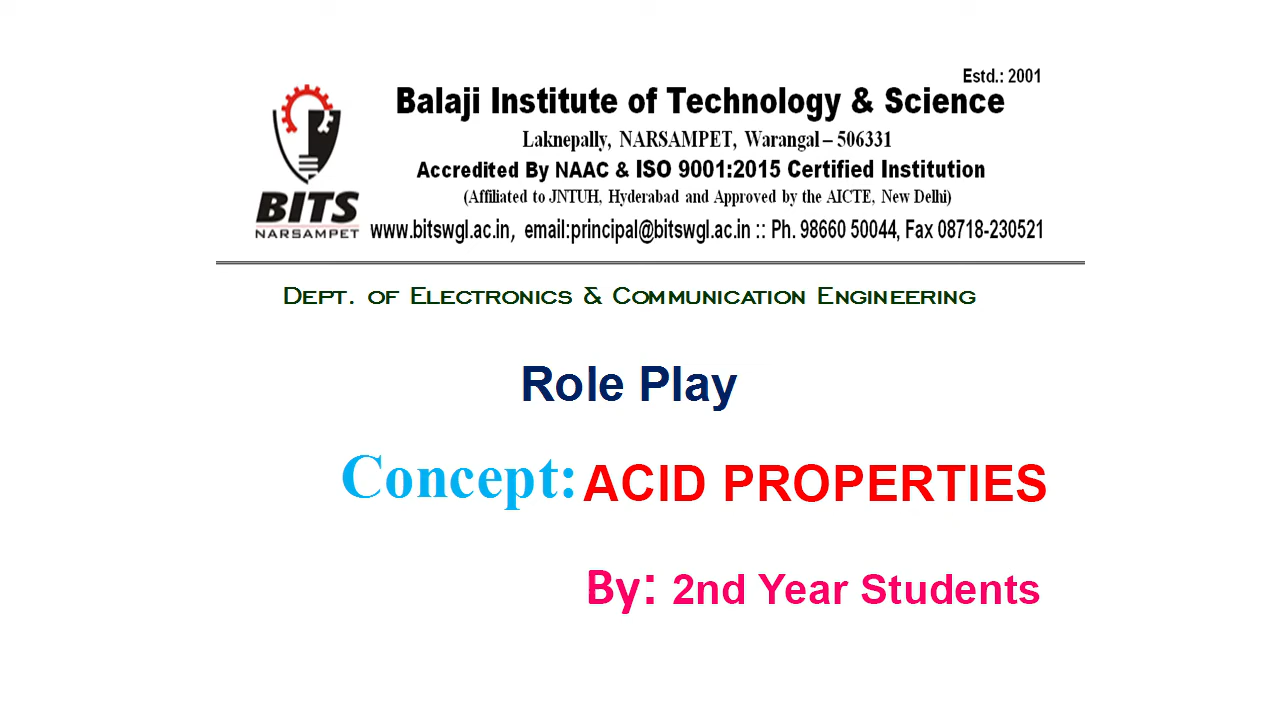 Estd.: 2001
Balaji Institute of Technology & Science
Laknepally, NARSAMPET, Warangal – 506331
Accredited By NAAC & ISO 9001:2015 Certified Institution
(Affiliated to JNTUH, Hyderabad and Approved by the AICTE, New Delhi)
BITS
NARSAMPET
www.bitswgl.ac.in, email:principal@bitswgl.ac.in :: Ph. 98660 50044, Fax 08718-230521
DEPT. OF ELECTRONICS & COMMUNICATION ENGINEERING
Role Play
Concept: ACID PROPERTIES
By: 2nd Year Students